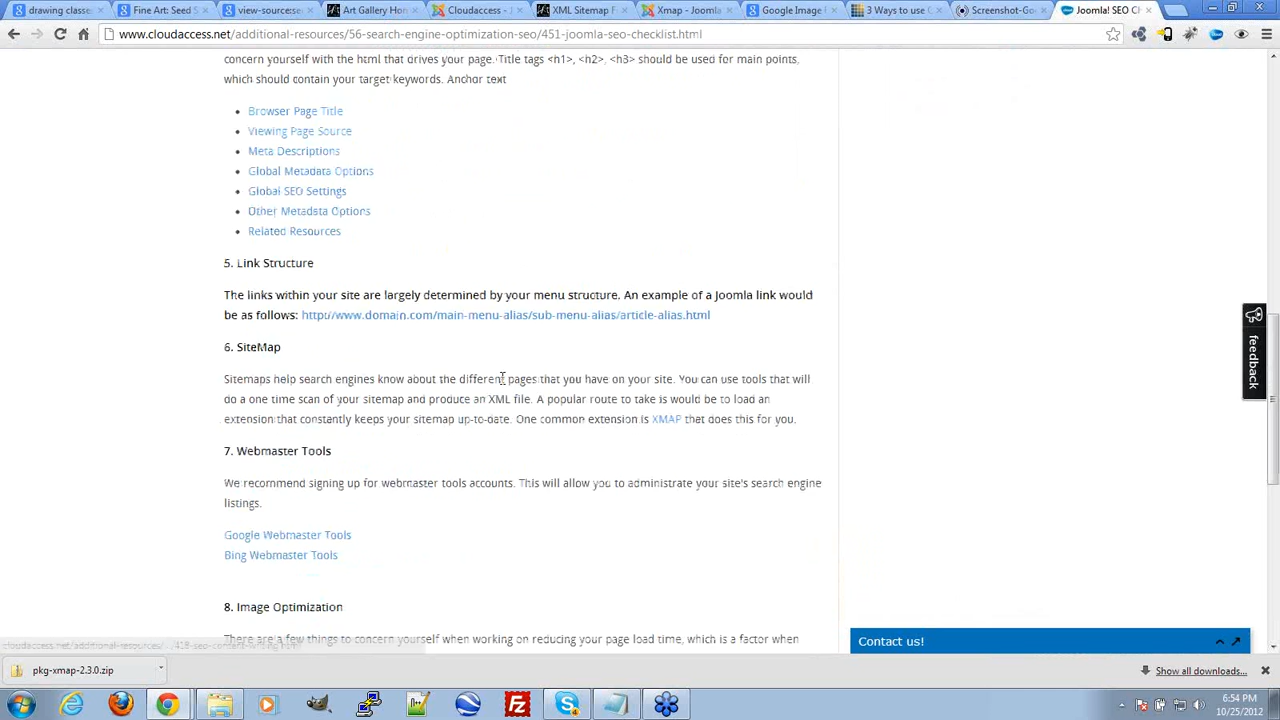 drawing classe
Fine Art: Seed S
view-source:se
Art Gallery Hon
Cloudaccess - J
XML Sitemap F
Xmap - Joomla
Google Image
3 Ways to use
Screenshot-Go
Joomla! SEO C
www.cloudaccess.net/additional-resources/56-search-engine-optimization-seo/451-joomla-seo-checklist.html
concern yourself with the html that drives your page. Title tags <h1>, <h2>, <h3> should be used for main points,
which should contain your target keywords. Anchor text
• Browser Page Title
• Viewing Page Source
• Meta Descriptions
• Global Metadata Options
• Global SEO Settings
• Other Metadata Options
• Related Resources
5. Link Structure
The links within your site are largely determined by your menu structure. An example of a Joomla link would
be as follows: http://www.domain.com/main-menu-alias/sub-menu-alias/article-alias.html
6. SiteMap
Sitemaps help search engines know about the different pages that you have on your site. You can use tools that will
do a one time scan of your sitemap and produce an XML file. A popular route to take is would be to load an
extension that constantly keeps your sitemap up-to-date. One common extension is XMAP that does this for you.
feedback
7. Webmaster Tools
We recommend signing up for webmaster tools accounts. This will allow you to administrate your site's search engine
listings.
Google Webmaster Tools
Bing Webmaster Tools
8. Image Optimization
There are a few things to concern yourself when working on reducing your page load time, which is a factor when
Contact us!
pkg-xmap-2.3.0.zip
Show all downloads...
6:54 PM
10/25/2012